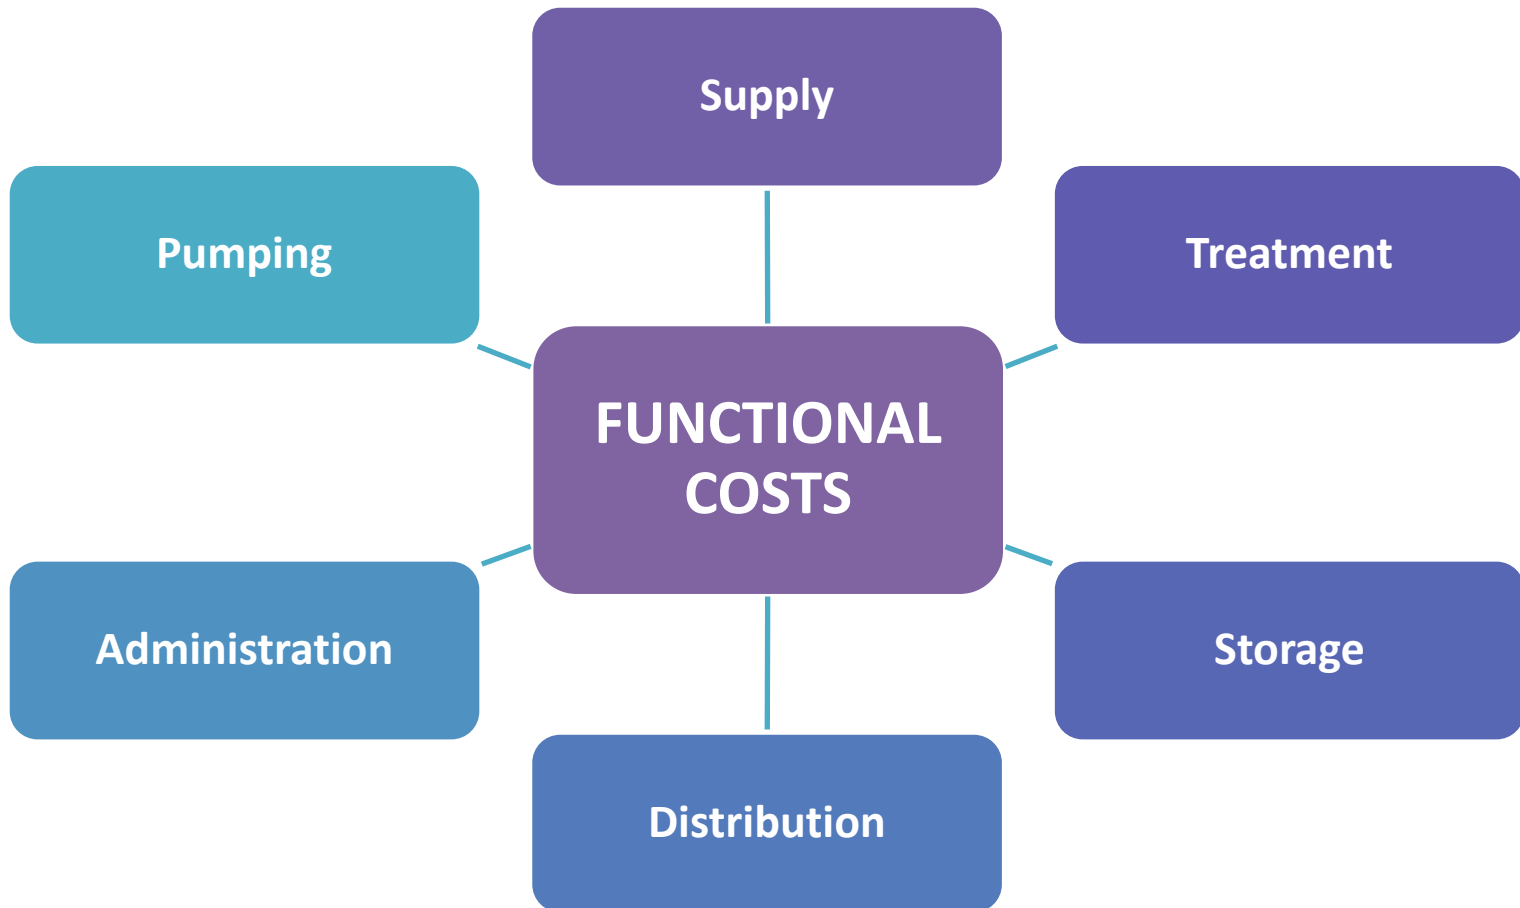 Supply
Pumping
Treatment
FUNCTIONAL
COSTS
Administration
Storage
Distribution